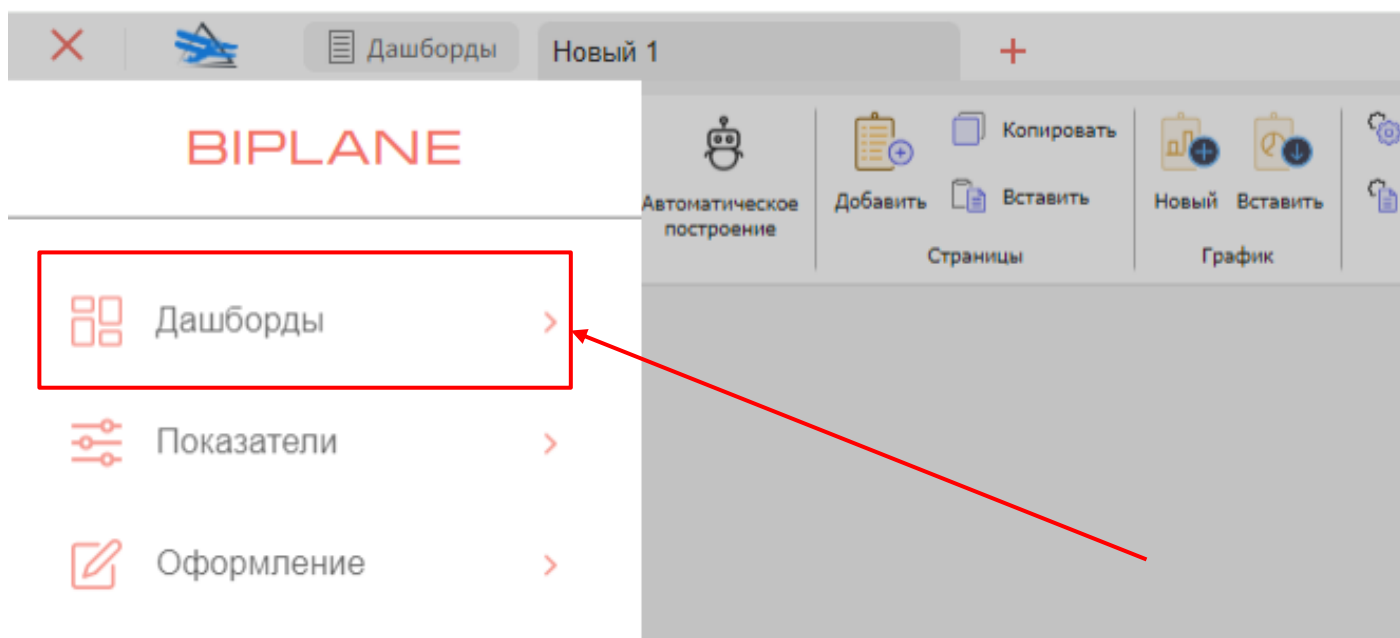 Дашборды
Новый 1
BIPLANE
Автоматическое
построение
Добавить
Копировать
Вставить
Страницы
Новый
Вставить
График
Дашборды
Показатели
Оформление